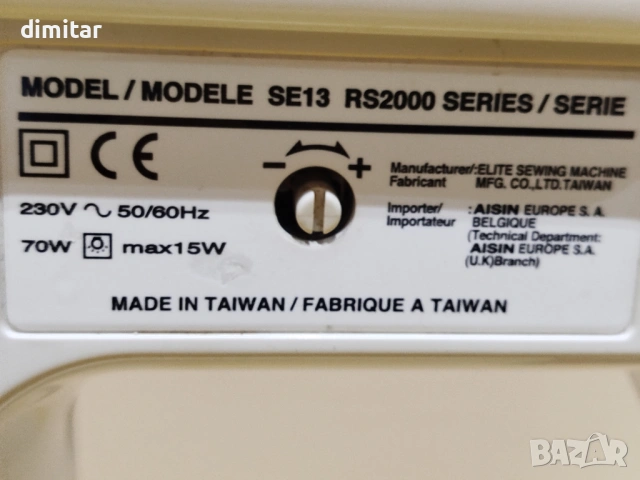 dimitar
MODEL / MODELE SE13 RS2000 SERIES / SERIE
CE
- +
Manufacturer/:ELITE SEWING MACHINE
Fabricant MFG. CO.,LTD.TAIWAN
230V ~ 50/60Hz
Importer/ :AISIN EUROPE S.A.
Importateur BELGIQUE
(Technical Department:
AISIN EUROPE S.A.
(U.K)Branch)
70W max15W
MADE IN TAIWAN / FABRIQUE A TAIWAN
BAZAR